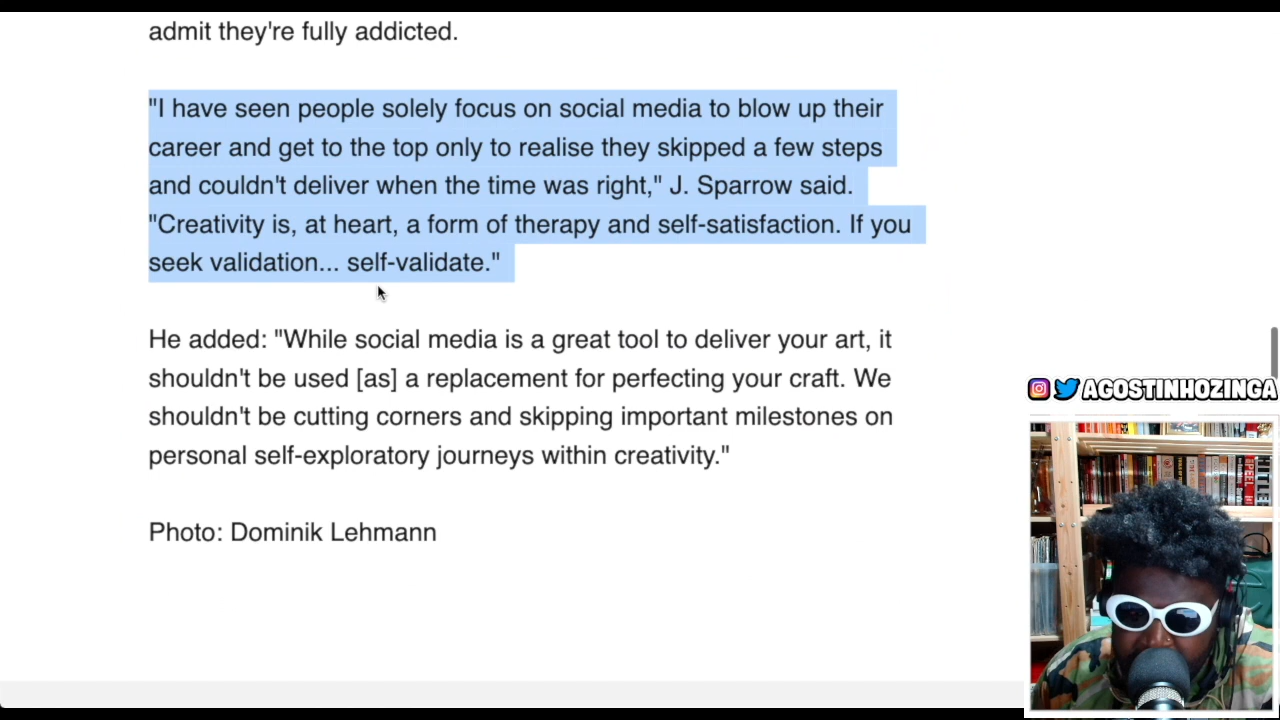 admit they're fully addicted.
"I have seen people solely focus on social media to blow up their
career and get to the top only to realise they skipped a few steps
and couldn't deliver when the time was right," J. Sparrow said.
"Creativity is, at heart, a form of therapy and self-satisfaction. If you
seek validation... self-validate."
He added: "While social media is a great tool to deliver your art, it
shouldn't be used [as] a replacement for perfecting your craft. We
shouldn't be cutting corners and skipping important milestones on
personal self-exploratory journeys within creativity."
Photo: Dominik Lehmann
AGOSTINHOZINGA
PEEL